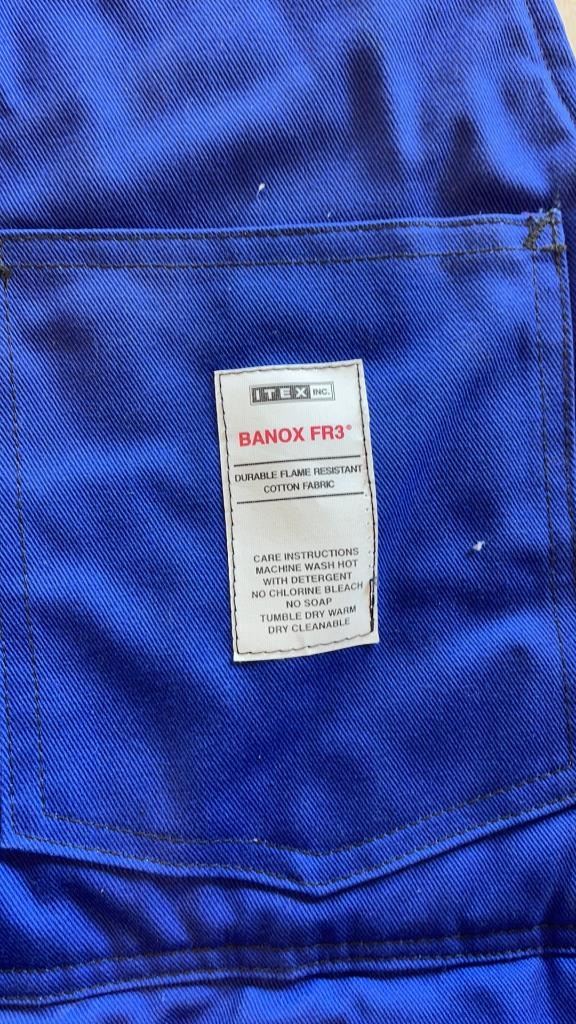 ITEX INC.
BANOX FR3®
DURABLE FLAME RESISTANT
COTTON FABRIC
CARE INSTRUCTIONS
MACHINE WASH HOT
WITH DETERGENT
NO CHLORINE BLEACH
NO SOAP
TUMBLE DRY WARM
DRY CLEANABLE